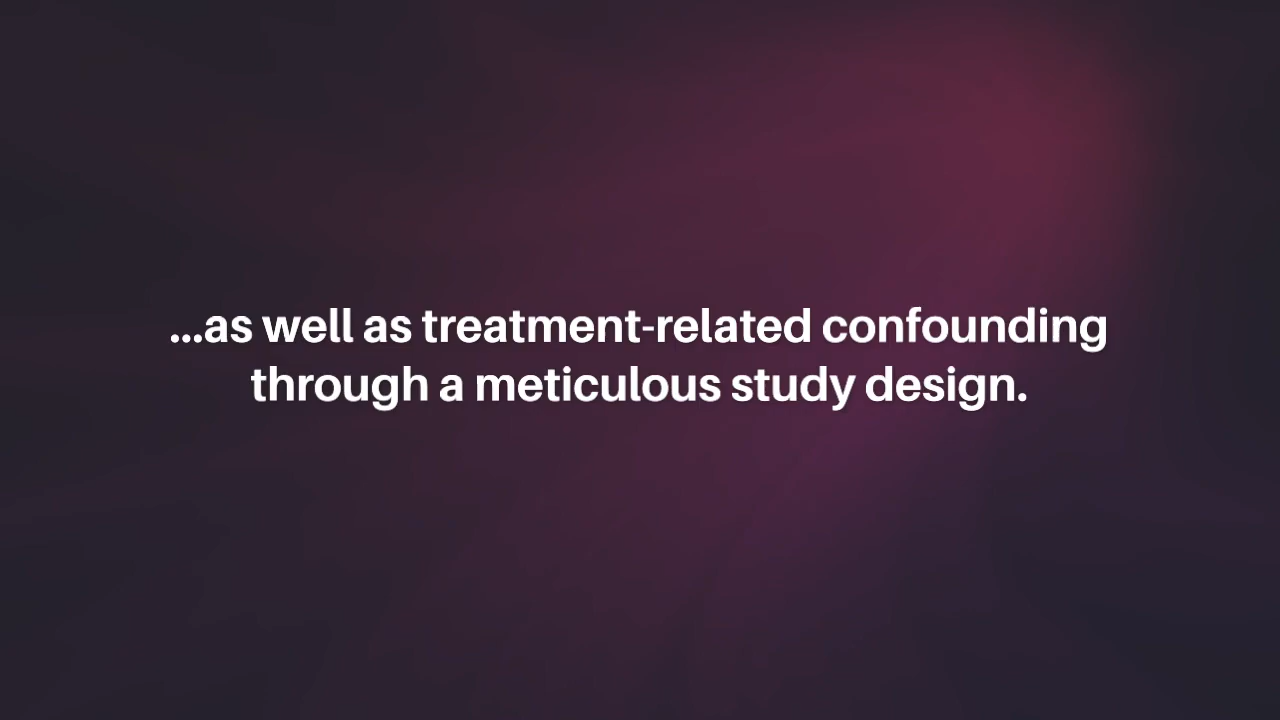 ...as well as treatment-related confounding
through a meticulous study design.